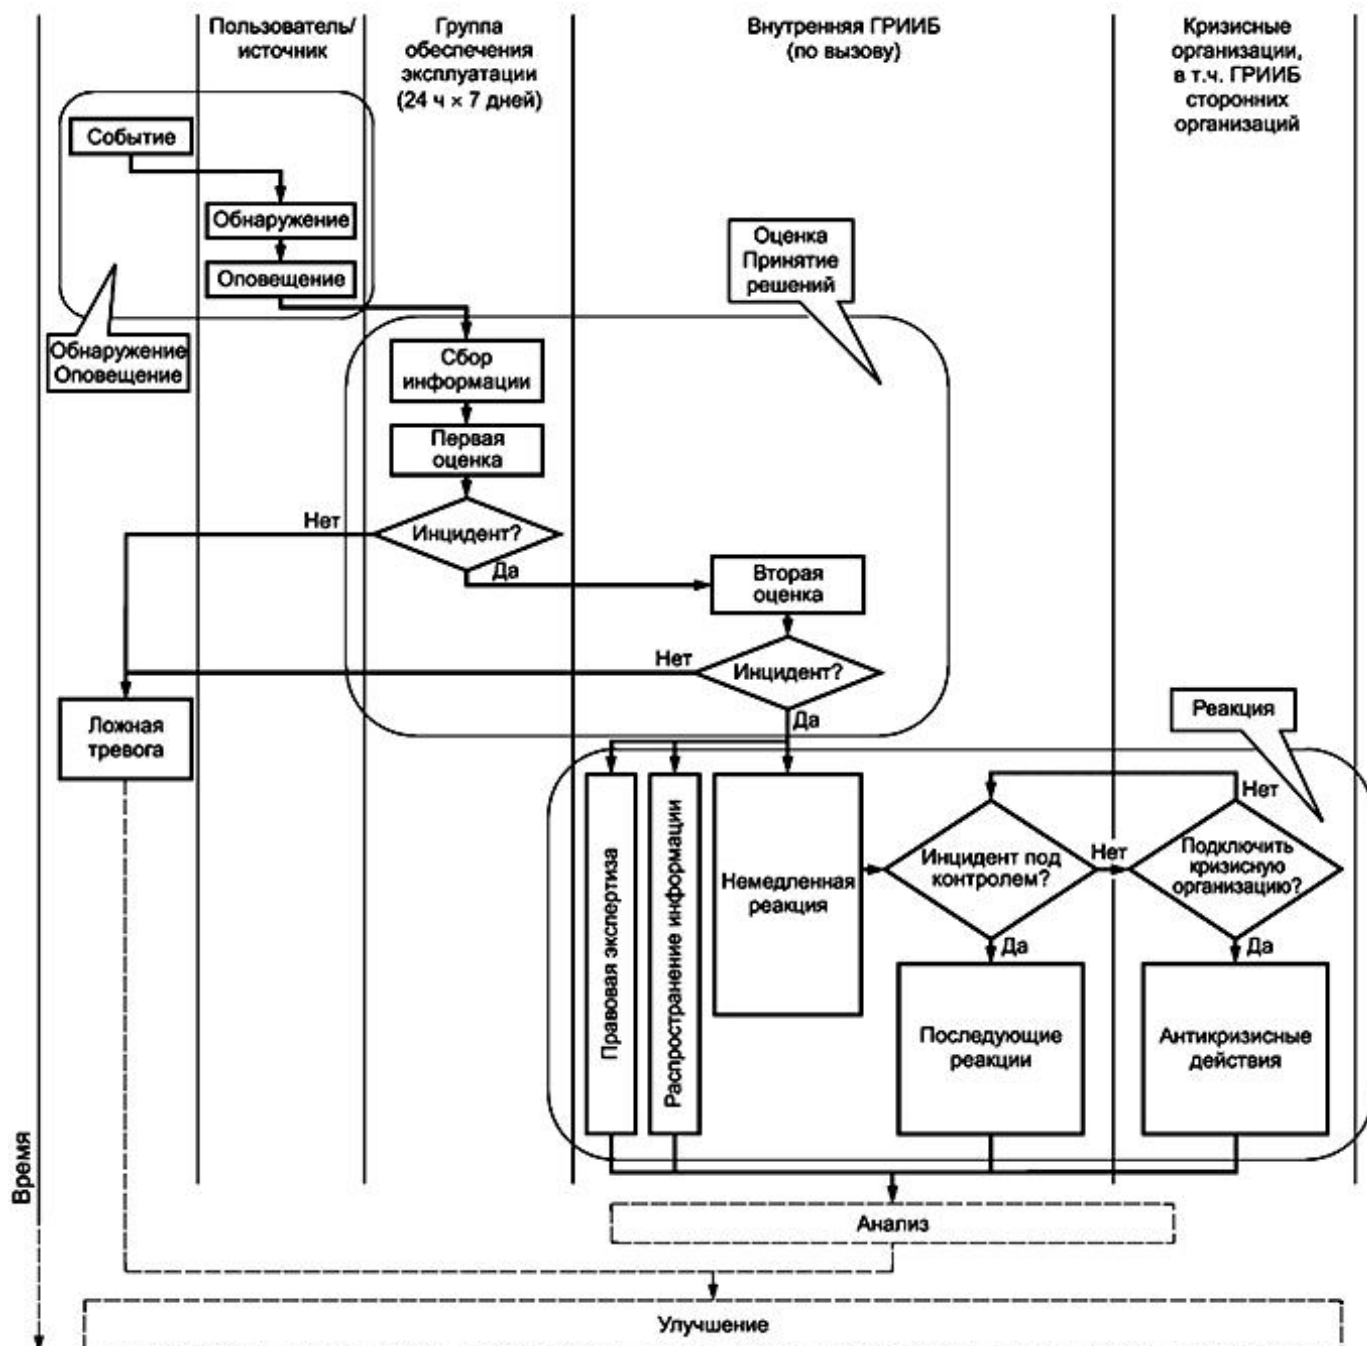 Пользователь/
источник
Группа
обеспечения
эксплуатации
(24 ч × 7 дней)
Внутренняя ГРИИБ
(по вызову)
Кризисные
организации,
в т.ч. ГРИИБ
сторонних
организаций
Событие
Обнаружение
Оповещение
Обнаружение
Оповещение
Оценка
Принятие
решений
Сбор
информации
Первая
оценка
Инцидент?
Нет
Да
Вторая
оценка
Инцидент?
Нет
Да
Ложная
тревога
Реакция
Правовая экспертиза
Распространение информации
Немедленная
реакция
Инцидент под
контролем?
Нет
Да
Подключить
кризисную
организацию?
Нет
Да
Последующие
реакции
Антикризисные
действия
Время
Анализ
Улучшение